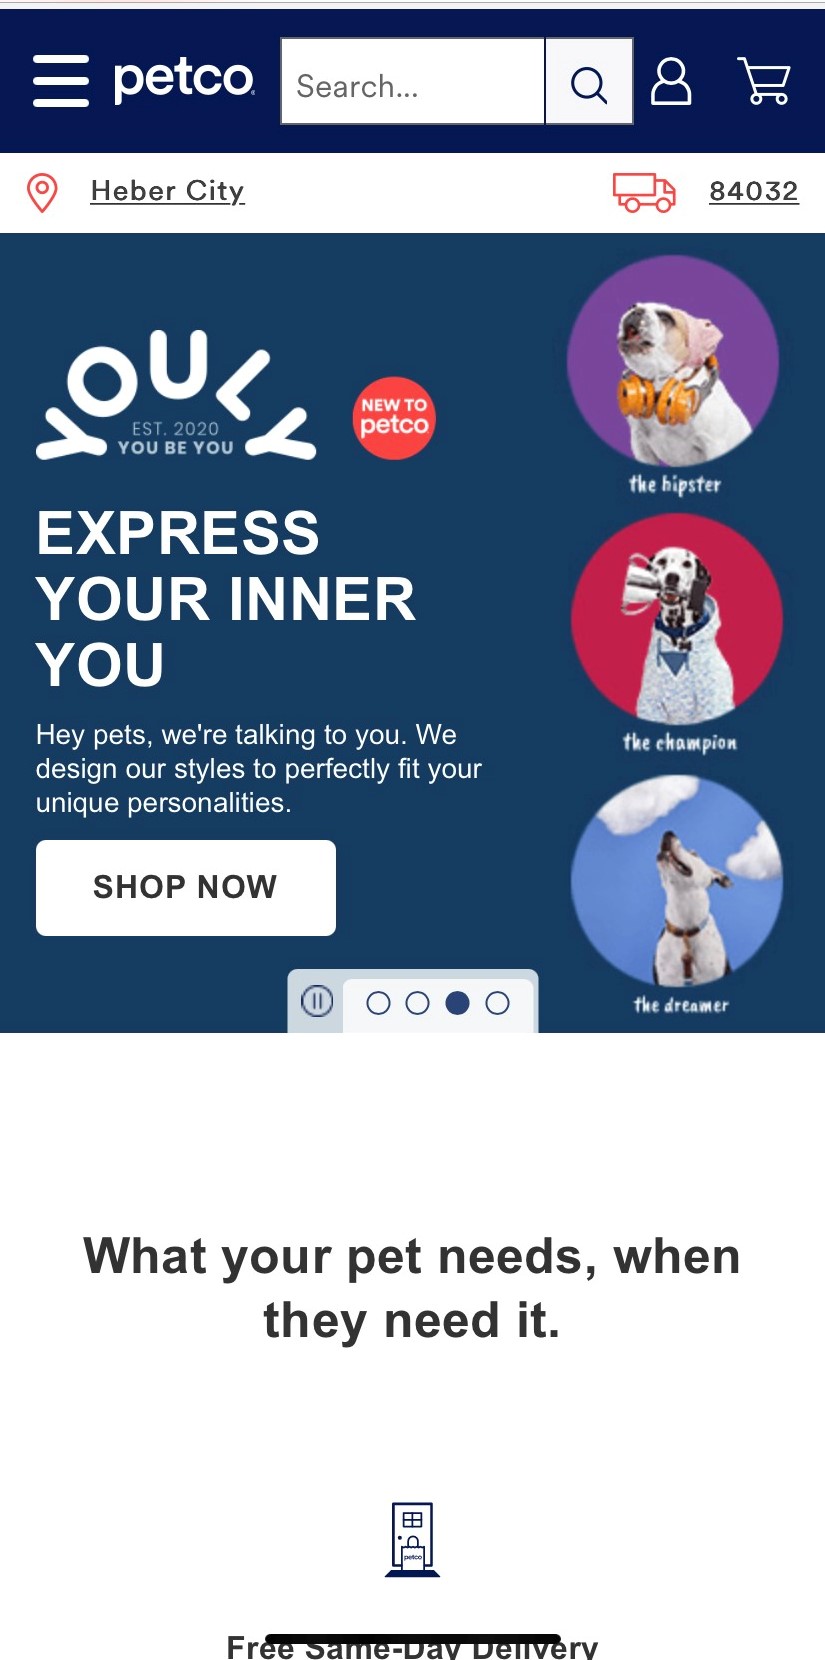 petco
Search...
Heber City
84032
YOULY
EST. 2020
YOU BE YOU
NEW TO
petco
EXPRESS
YOUR INNER
YOU
Hey pets, we're talking to you. We
design our styles to perfectly fit your
unique personalities.
SHOP NOW
the hipster
the champion
the dreamer
What your pet needs, when
they need it.
petco
Free Same-Day Delivery